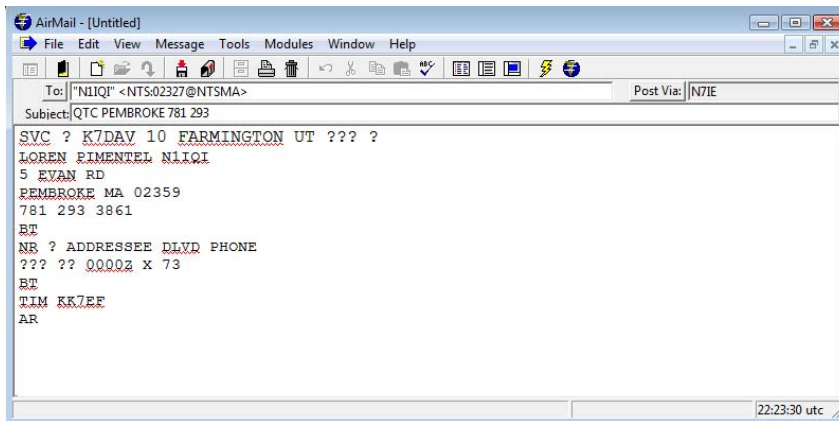 AirMail - [Untitled]
File Edit View Message Tools Modules Window Help
ABC
To: "N1IQI" <NTS:02327@NTSMA> Post Via: N7IE
Subject: QTC PEMBROKE 781 293
SVC ? K7DAV 10 FARMINGTON UT ??? ?
LOREN PIMENTEL N1IQI
5 EVAN RD
PEMBROKE MA 02359
781 293 3861
BT
NR ? ADDRESSEE DLVD PHONE
??? ?? 0000Z X 73
BT
TIM KK7EF
AR
22:23:30 utc